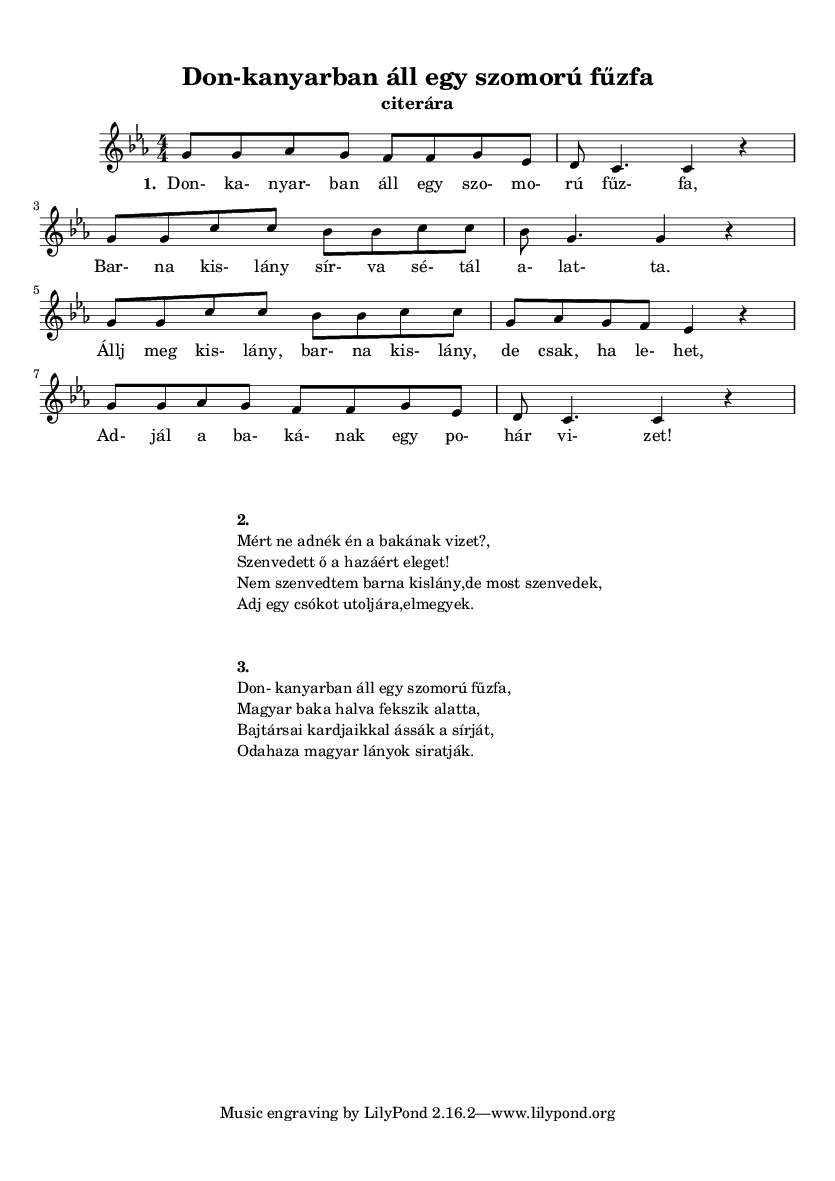 Don-kanyarban áll egy szomorú fűzfa
citerára
4
4
1. Don- ka- nyar- ban áll egy szo- mo- rú fűz- fa,
3
Bar- na kis- lány sír- va sé- tál a- lat- ta.
5
Állj meg kis- lány, bar- na kis- lány, de csak, ha le- het,
7
Ad- jál a ba- ká- nak egy po- hár vi- zet!
2.
Mért ne adnék én a bakának vizet?,
Szenvedett ő a hazáért eleget!
Nem szenvedtem barna kislány,de most szenvedek,
Adj egy csókot utoljára,elmegyek.
3.
Don- kanyarban áll egy szomorú fűzfa,
Magyar baka halva fekszik alatta,
Bajtársai kardjaikkal ássák a sírját,
Odahaza magyar lányok siratják.
Music engraving by LilyPond 2.16.2—www.lilypond.org